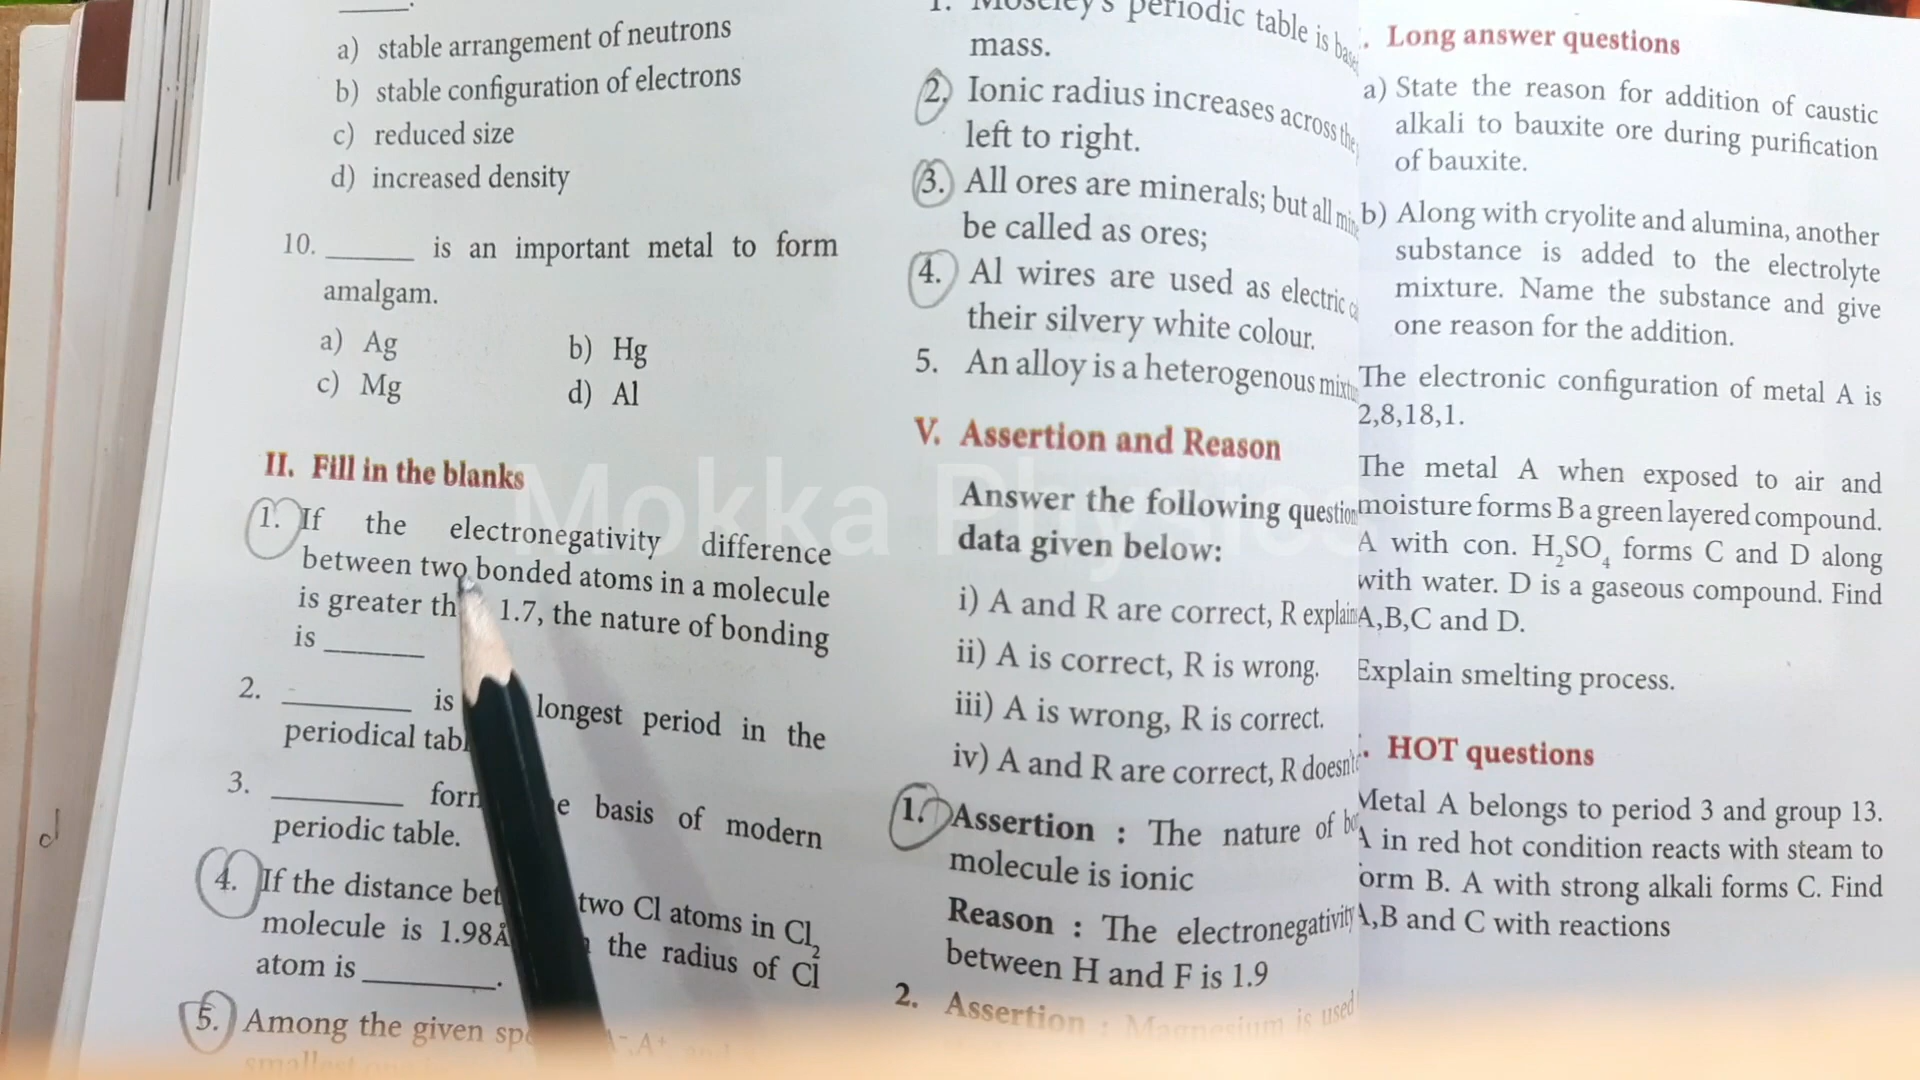 a) stable arrangement of neutrons
b) stable configuration of electrons
c) reduced size
d) increased density
10. ______ is an important metal to form
amalgam.
a) Ag b) Hg
c) Mg d) Al
II. Fill in the blanks
1. If the electronegativity difference
between two bonded atoms in a molecule
is greater 1.7, the nature of bonding
is ______
2. ______ is longest period in the
periodical
3. ______ basis of modern
periodic table.
4. If the distance two Cl atoms in Cl2
molecule is 1.98Å the radius of Cl
atom is ______.
5. Among the given
1. Moseley's periodic table is
mass.
2. Ionic radius increases across the
left to right.
3. All ores are minerals; but all
be called as ores;
4. Al wires are used as electric
their silvery white colour.
5. An alloy is a heterogenous
V. Assertion and Reason
Answer the following question
data given below:
i) A and R are correct, R explain
ii) A is correct, R is wrong.
iii) A is wrong, R is correct.
iv) A and R are correct, R doesn't
1. Assertion : The nature of
molecule is ionic
Reason : The electronegativity
between H and F is 1.9
2. Assertion : Magnesium is used
. Long answer questions
a) State the reason for addition of caustic
alkali to bauxite ore during purification
of bauxite.
b) Along with cryolite and alumina, another
substance is added to the electrolyte
mixture. Name the substance and give
one reason for the addition.
The electronic configuration of metal A is
2,8,18,1.
The metal A when exposed to air and
moisture forms B a green layered compound.
A with con. H2SO4 forms C and D along
with water. D is a gaseous compound. Find
A,B,C and D.
Explain smelting process.
. HOT questions
Metal A belongs to period 3 and group 13.
A in red hot condition reacts with steam to
form B. A with strong alkali forms C. Find
A,B and C with reactions
Mokka Physics